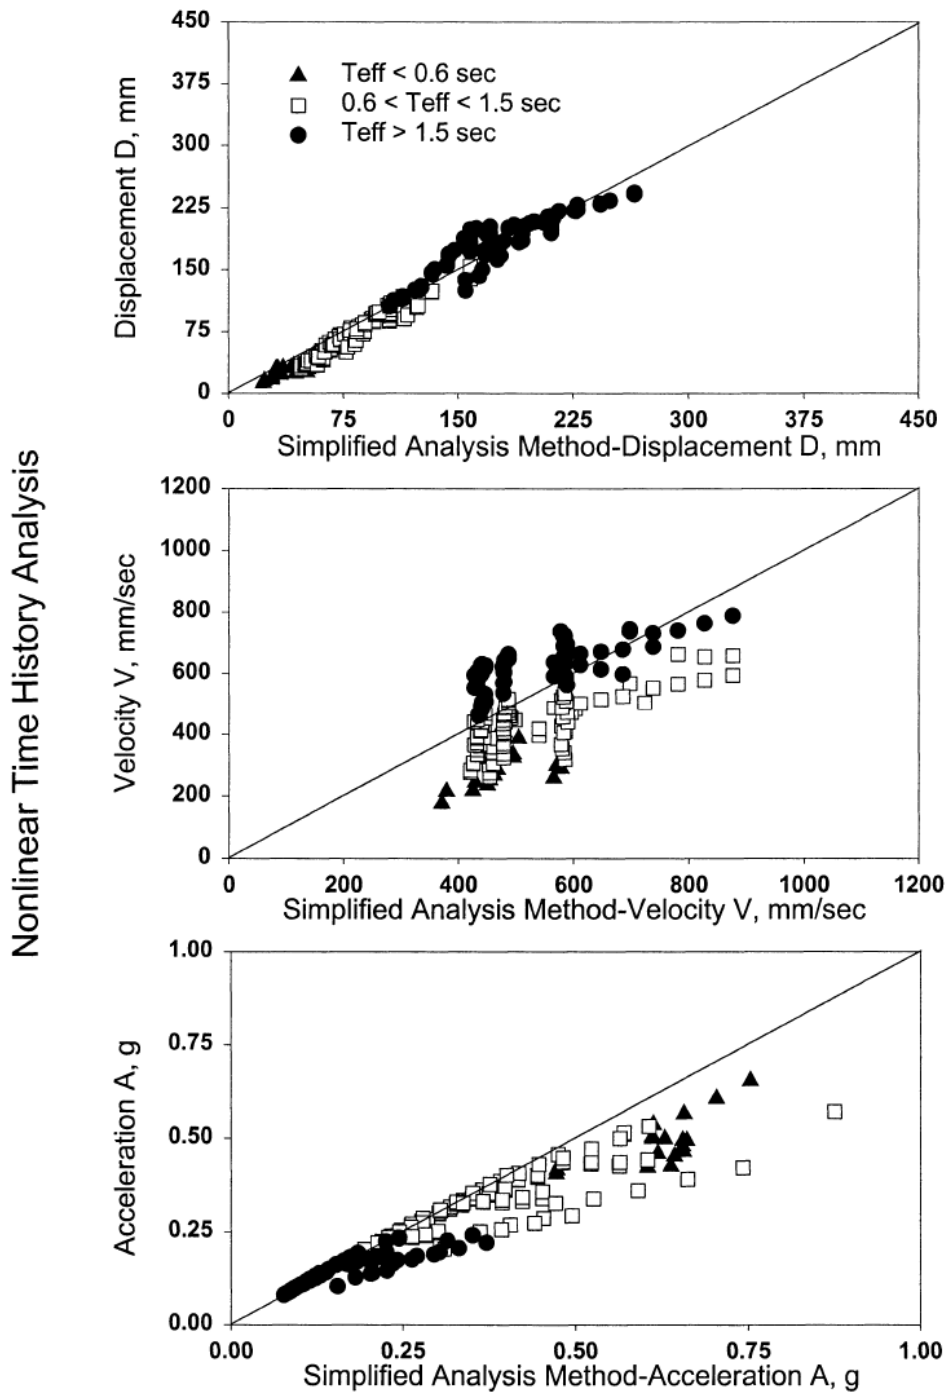 Nonlinear Time History Analysis
Displacement D, mm
450
375
300
225
150
75
0
Teff < 0.6 sec
0.6 < Teff < 1.5 sec
Teff > 1.5 sec
0 75 150 225 300 375 450
Simplified Analysis Method-Displacement D, mm
Velocity V, mm/sec
1200
1000
800
600
400
200
0
0 200 400 600 800 1000 1200
Simplified Analysis Method-Velocity V, mm/sec
Acceleration A, g
1.00
0.75
0.50
0.25
0.00
0.00 0.25 0.50 0.75 1.00
Simplified Analysis Method-Acceleration A, g